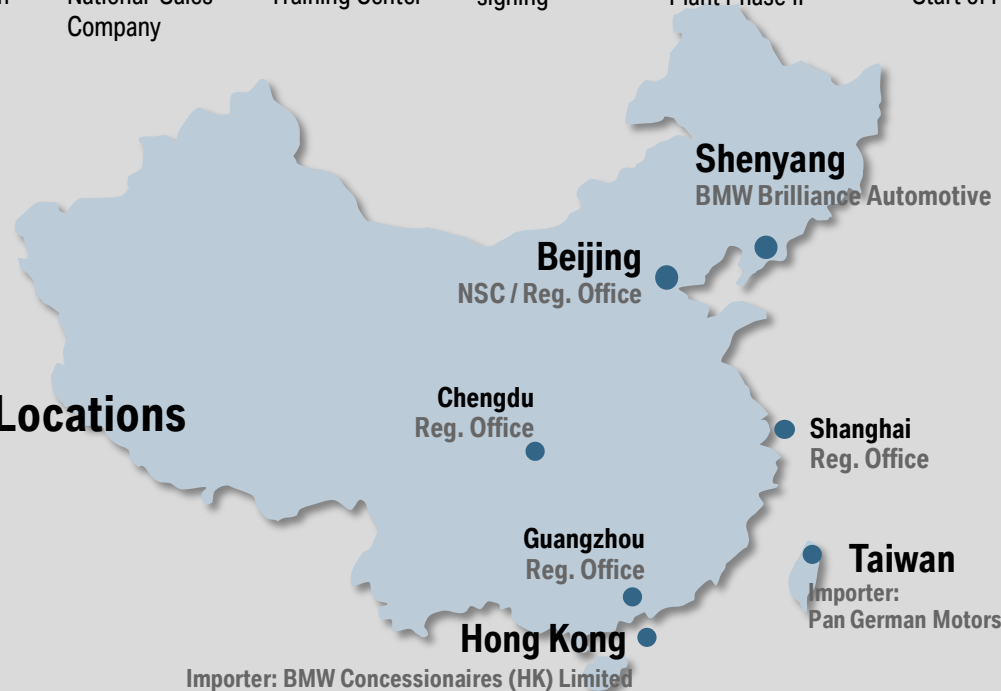 National Sales
Company
Training Center
signing
Plant Phase II
Start of
Shenyang
BMW Brilliance Automotive
Beijing
NSC / Reg. Office
Chengdu
Reg. Office
Locations
Shanghai
Reg. Office
Guangzhou
Reg. Office
Taiwan
Importer:
Pan German Motors
Hong Kong
Importer: BMW Concessionaires (HK) Limited